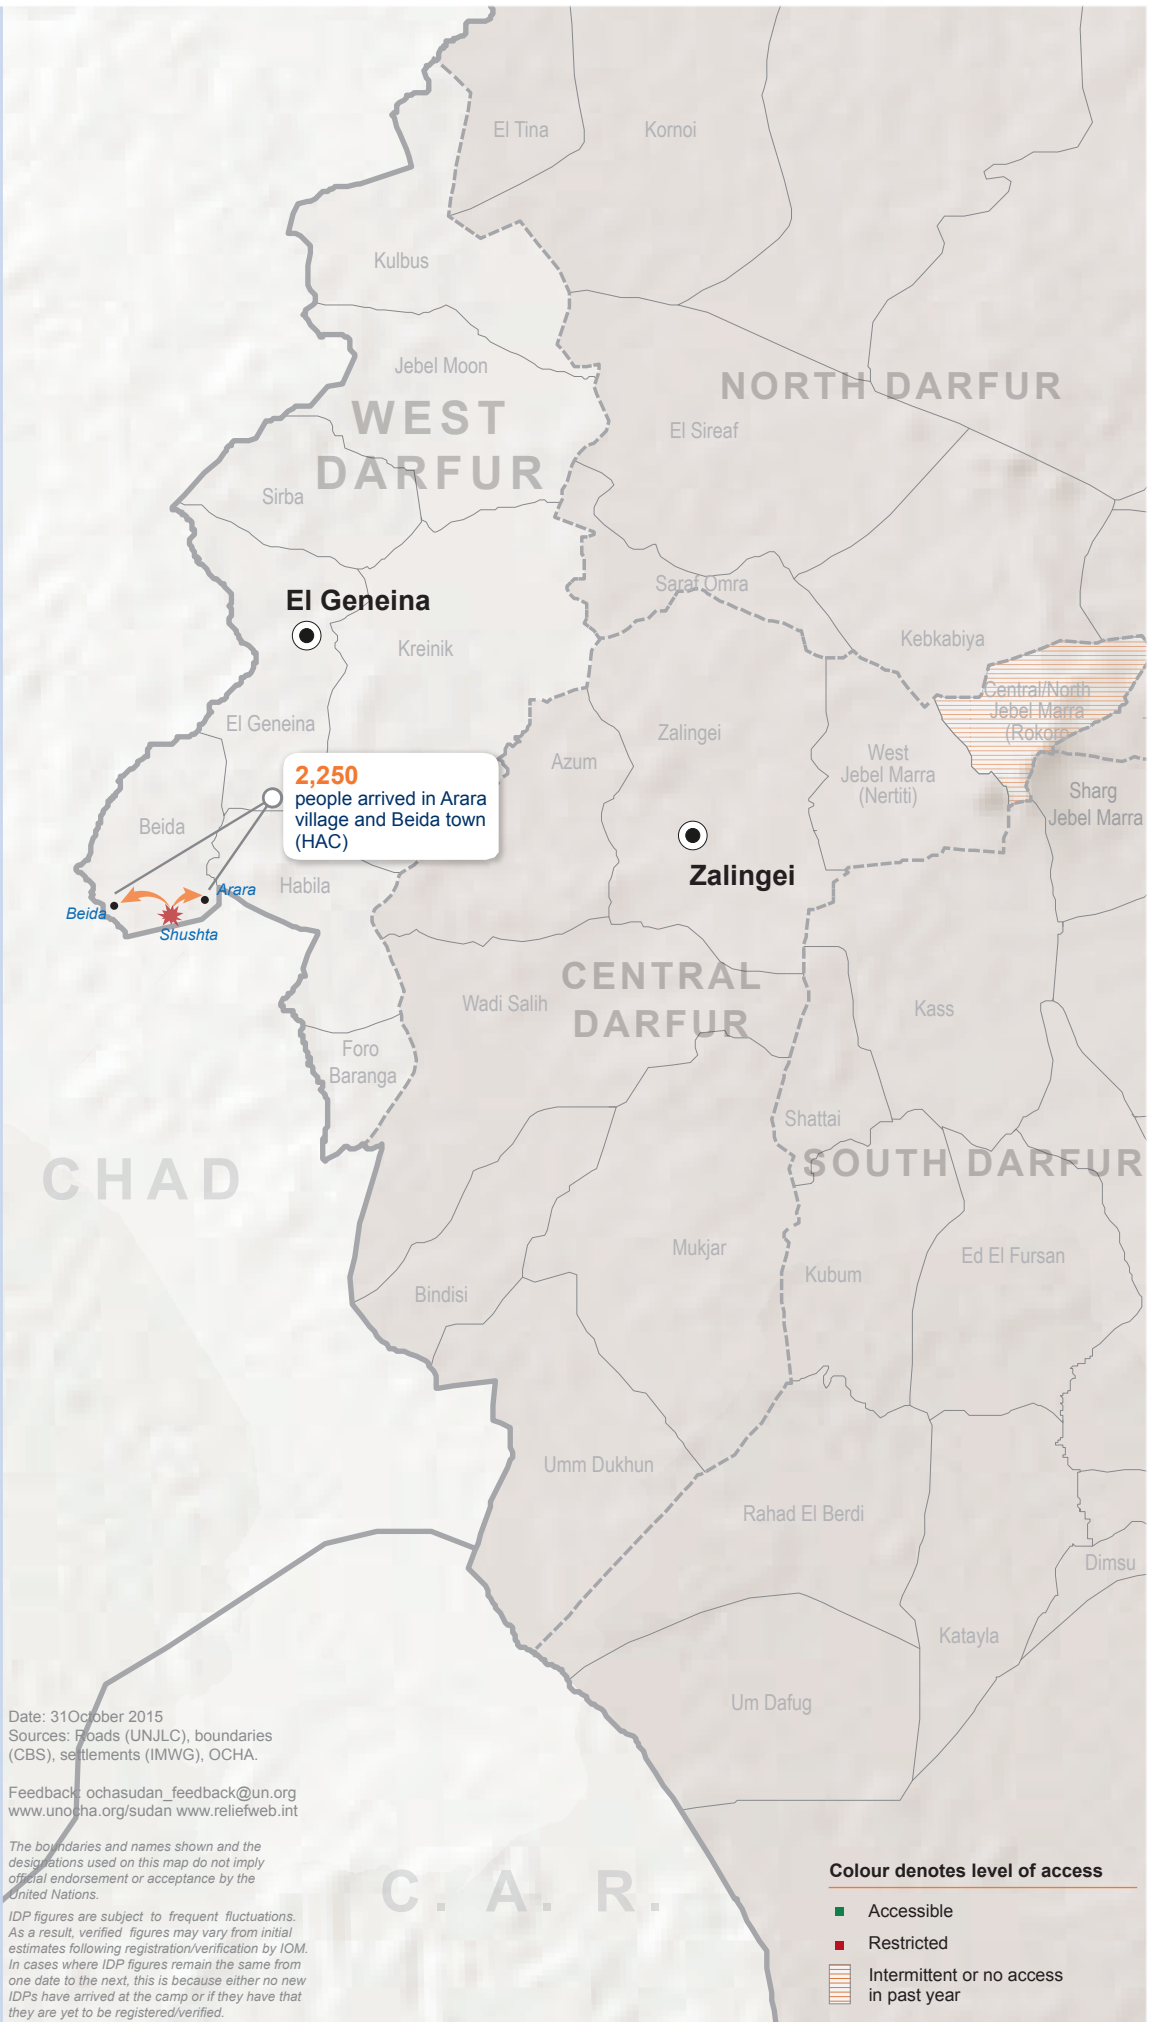 El Tina
Kornoi
Kulbus
Jebel Moon
NORTH DARFUR
WEST
DARFUR
El Sireaf
Sirba
Saraf Omra
El Geneina
Kebkabiya
Kreinik
Central/North
Jebel Marra
(Rokoro
El Geneina
Zalingei
Azum
West
Jebel Marra
(Nertiti)
2,250
people arrived in Arara
village and Beida town
(HAC)
Sharg
Jebel Marra
Beida
Zalingei
Habila
Arara
Beida
Shushta
CENTRAL
DARFUR
Wadi Salih
Kass
Foro
Baranga
Shattai
CHAD
SOUTH DARFUR
Mukjar
Ed El Fursan
Kubum
Bindisi
Umm Dukhun
Rahad El Berdi
Dimsu
Katayla
Um Dafug
Date: 31October 2015
Sources: Roads (UNJLC), boundaries
(CBS), settlements (IMWG), OCHA.
Feedback: ochasudan_feedback@un.org
www.unocha.org/sudan www.reliefweb.int
The boundaries and names shown and the
designations used on this map do not imply
official endorsement or acceptance by the
United Nations.
IDP figures are subject to frequent fluctuations.
As a result, verified figures may vary from initial
estimates following registration/verification by IOM.
In cases where IDP figures remain the same from
one date to the next, this is because either no new
IDPs have arrived at the camp or if they have that
they are yet to be registered/verified.
C. A. R.
Colour denotes level of access
Accessible
Restricted
Intermittent or no access
in past year